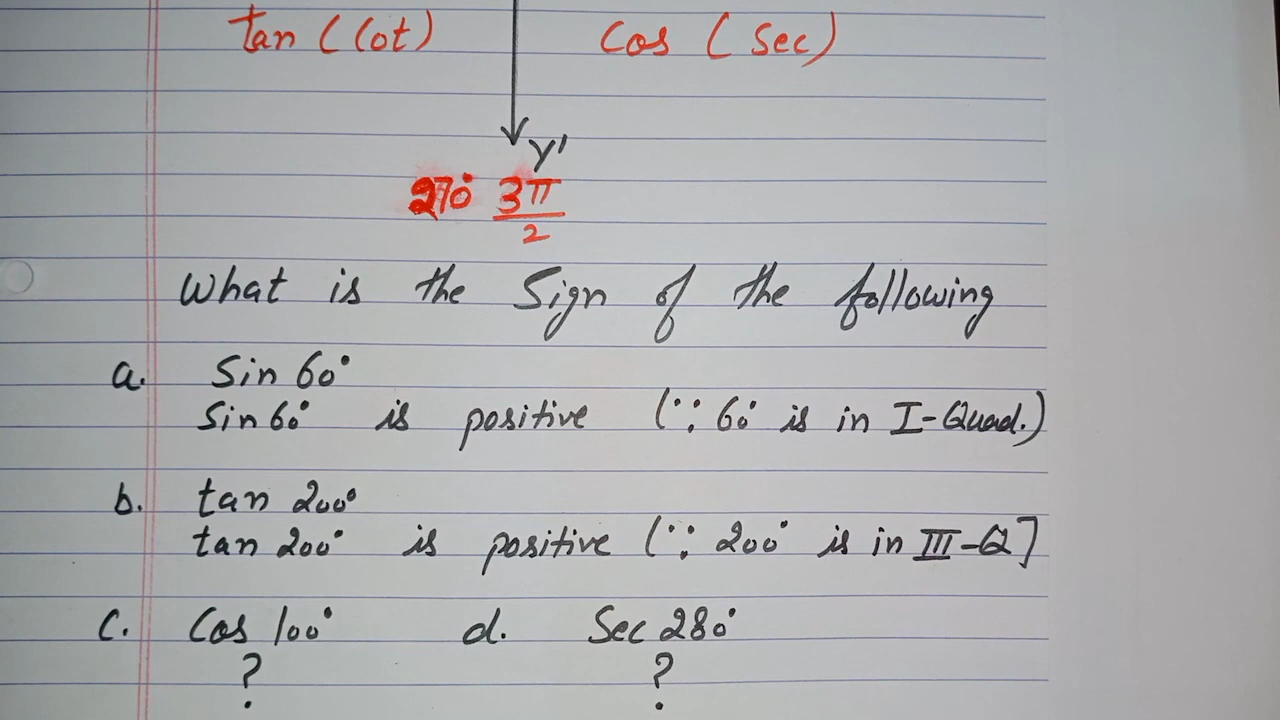 tan (Cot) Cos (Sec)
Y'
270° 3π/2
What is the Sign of the following
a. Sin 60°
Sin 60° is positive (∵ 60° is in I-Quad.)
b. tan 200°
tan 200° is positive (∵ 200° is in III-Q]
c. Cos 100° d. Sec 280°
? ?